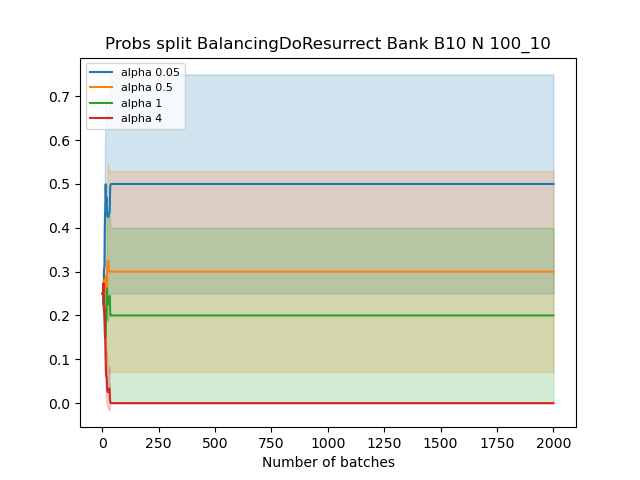 Probs split BalancingDoResurrect Bank B10 N 100_10
alpha 0.05
alpha 0.5
alpha 1
alpha 4
0.7
0.6
0.5
0.4
0.3
0.2
0.1
0.0
0 250 500 750 1000 1250 1500 1750 2000
Number of batches